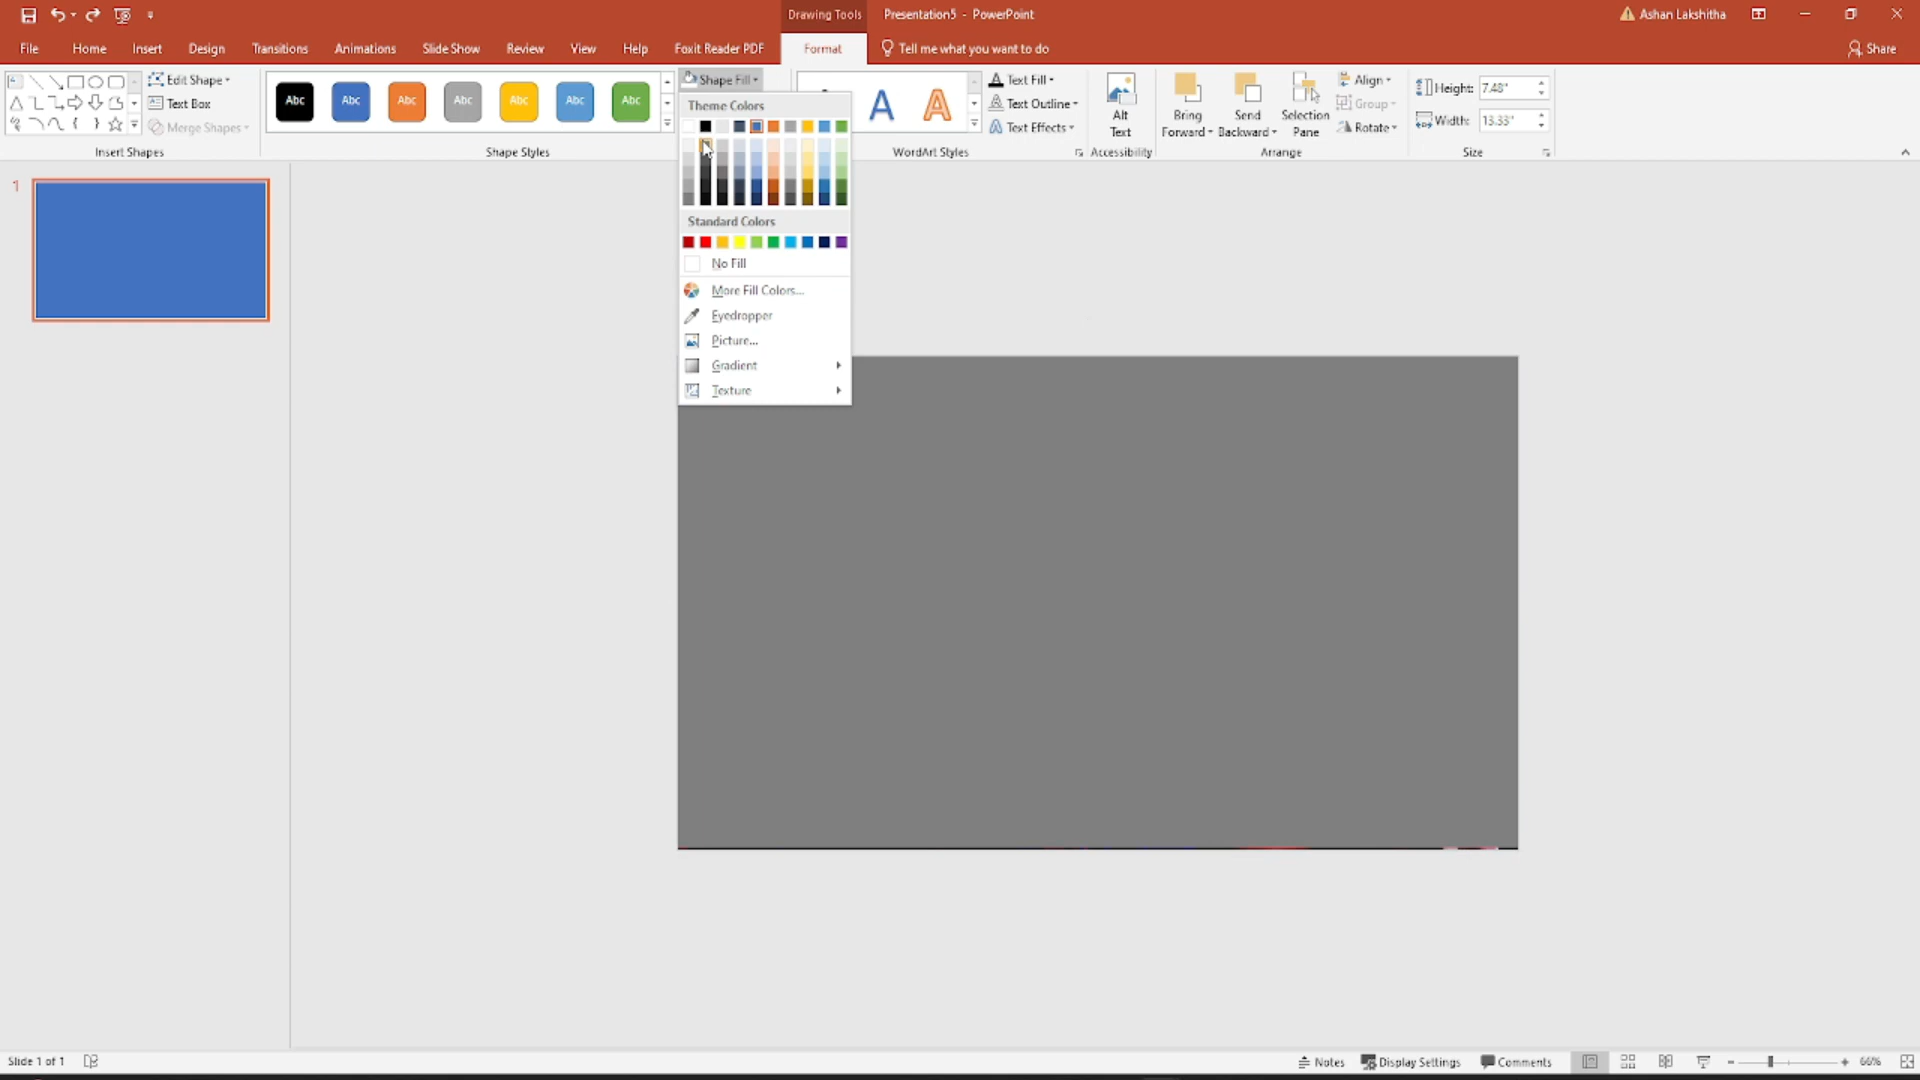 Drawing Tools
Presentation5 - PowerPoint
Ashan Lakshitha
File
Home
Insert
Design
Transitions
Animations
Slide Show
Review
View
Help
Foxit Reader PDF
Format
Tell me what you want to do
Share
Edit Shape
Text Box
Merge Shapes
Insert Shapes
Abc
Abc
Abc
Abc
Abc
Abc
Abc
Shape Styles
Shape Fill
Theme Colors
Standard Colors
No Fill
More Fill Colors...
Eyedropper
Picture...
Gradient
Texture
A
A
WordArt Styles
Text Fill
Text Outline
Text Effects
Alt
Text
Accessibility
Bring
Forward
Send
Backward
Selection
Pane
Align
Group
Rotate
Arrange
Height: 7.48"
Width: 13.33"
Size
1
Slide 1 of 1
Notes
Display Settings
Comments
66%